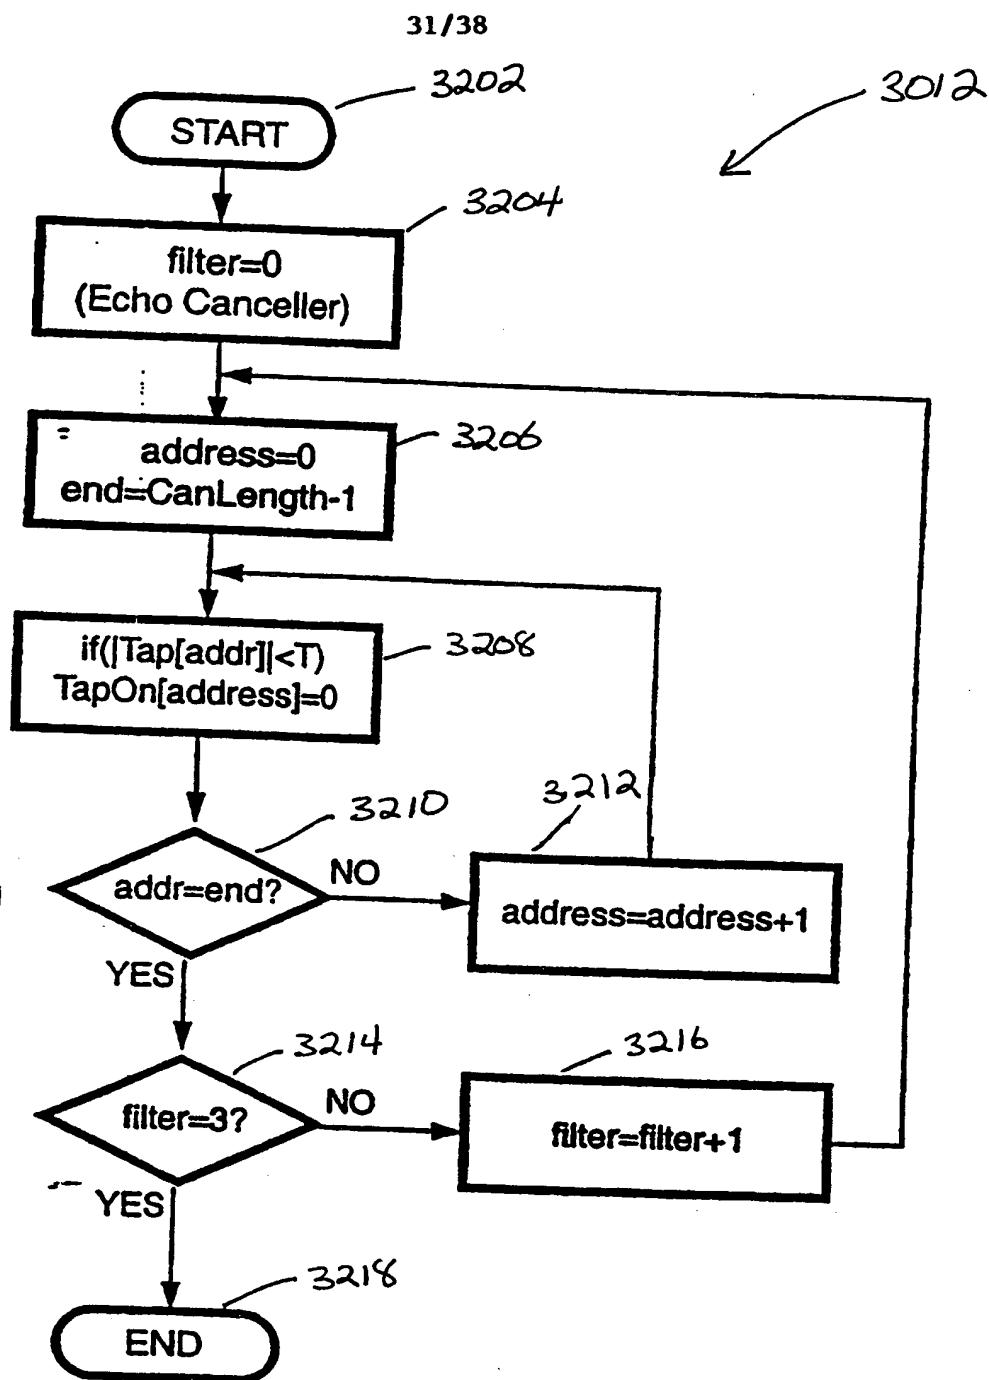 31/38
3202
3012
START
3204
filter=0
(Echo Canceller)
3206
address=0
end=CanLength-1
3208
if(|Tap[addr]|<T)
TapOn[address]=0
3210
3212
addr=end?
NO
address=address+1
YES
3214
3216
filter=3?
NO
filter=filter+1
YES
3218
END